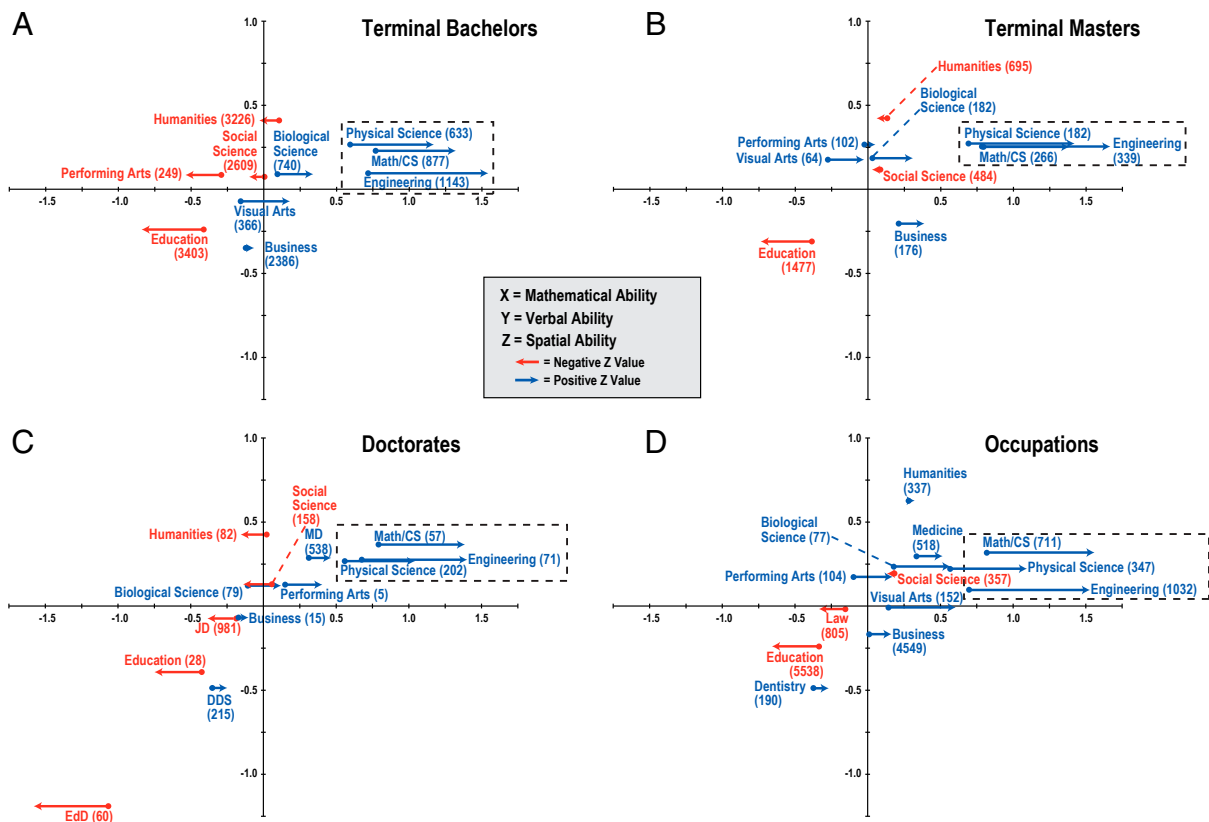 A
Terminal Bachelors
1.0
0.5
-0.5
-1.0
-1.5
-1.0
-0.5
0.5
1.0
1.5
Humanities (3226)
Social
Science
(2609)
Biological
Science
(740)
Physical Science (633)
Math/CS (877)
Engineering (1143)
Performing Arts (249)
Visual Arts
(366)
Education
(3403)
Business
(2386)
B
Terminal Masters
1.0
0.5
-0.5
-1.0
-1.5
-1.0
-0.5
0.5
1.0
1.5
Humanities (695)
Biological
Science
(182)
Performing Arts (102)
Visual Arts (64)
Physical Science (182)
Math/CS (266)
Engineering
(339)
Social Science (484)
Education
(1477)
Business
(176)
X = Mathematical Ability
Y = Verbal Ability
Z = Spatial Ability
= Negative Z Value
= Positive Z Value
C
Doctorates
1.0
0.5
-0.5
-1.0
-1.5
-1.0
-0.5
0.5
1.0
1.5
Social
Science
(158)
Humanities (82)
MD
(538)
Math/CS (57)
Engineering (71)
Physical Science (202)
Biological Science (79)
Performing Arts (5)
Business (15)
JD (981)
Education (28)
DDS
(215)
EdD (60)
D
Occupations
1.0
0.5
-0.5
-1.0
-1.5
-1.0
-0.5
0.5
1.0
1.5
Humanities
(337)
Biological
Science (77)
Medicine
(518)
Math/CS (711)
Physical Science (347)
Performing Arts (104)
Social Science (357)
Engineering (1032)
Visual Arts (152)
Law
(805)
Business
(4549)
Education
(5538)
Dentistry
(190)